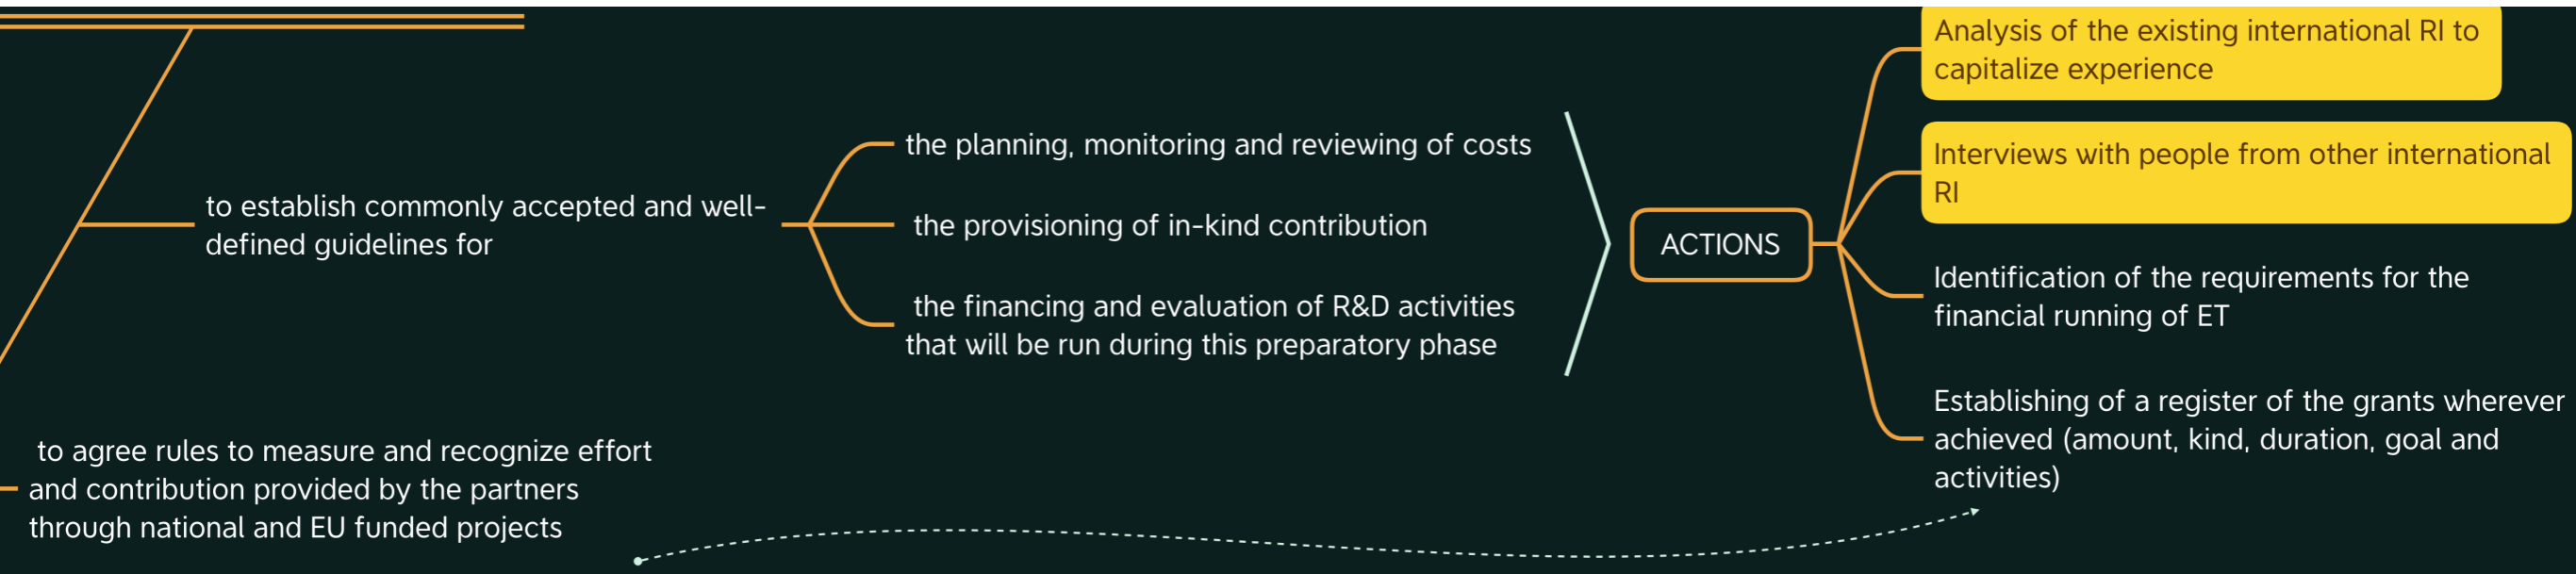 to establish commonly accepted and well-
defined guidelines for
the planning, monitoring and reviewing of costs
the provisioning of in-kind contribution
the financing and evaluation of R&D activities
that will be run during this preparatory phase
ACTIONS
Analysis of the existing international RI to
capitalize experience
Interviews with people from other international
RI
Identification of the requirements for the
financial running of ET
Establishing of a register of the grants wherever
achieved (amount, kind, duration, goal and
activities)
to agree rules to measure and recognize effort
and contribution provided by the partners
through national and EU funded projects